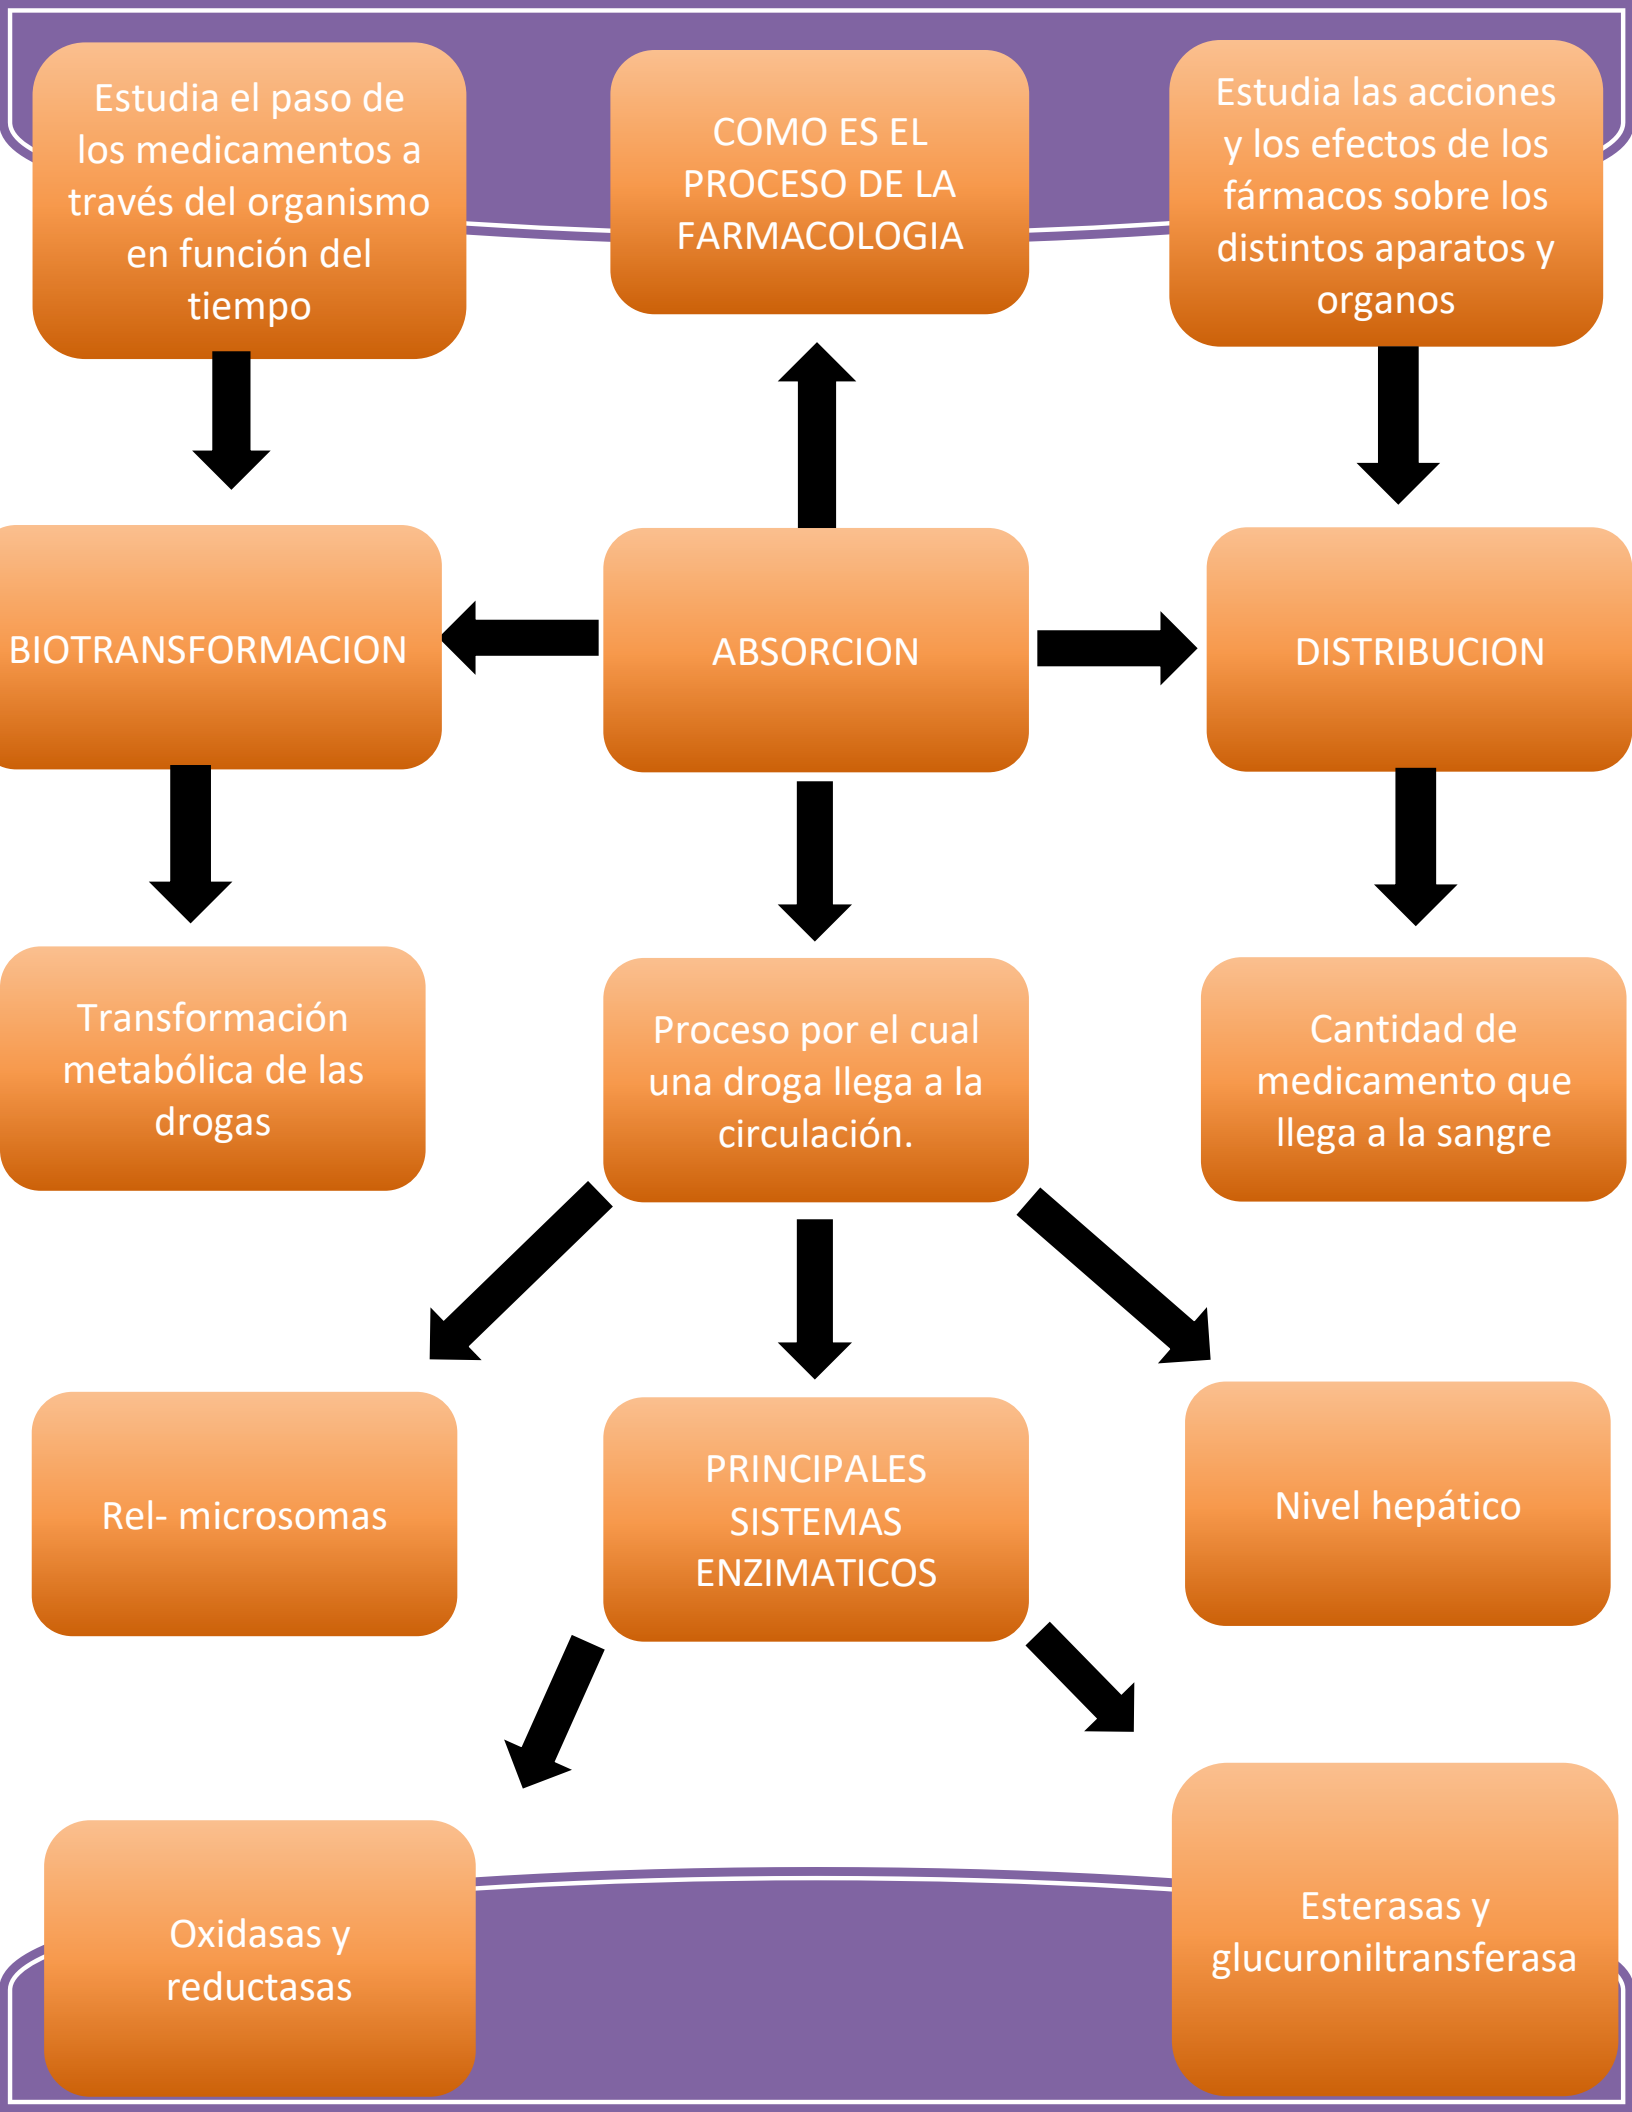 Estudia el paso de
los medicamentos a
través del organismo
en función del
tiempo
COMO ES EL
PROCESO DE LA
FARMACOLOGIA
Estudia las acciones
y los efectos de los
fármacos sobre los
distintos aparatos y
organos
BIOTRANSFORMACION
ABSORCION
DISTRIBUCION
Transformación
metabólica de las
drogas
Proceso por el cual
una droga llega a la
circulación.
Cantidad de
medicamento que
llega a la sangre
Rel- microsomas
PRINCIPALES
SISTEMAS
ENZIMATICOS
Nivel hepático
Oxidasas y
reductasas
Esterasas y
glucuroniltransferasa